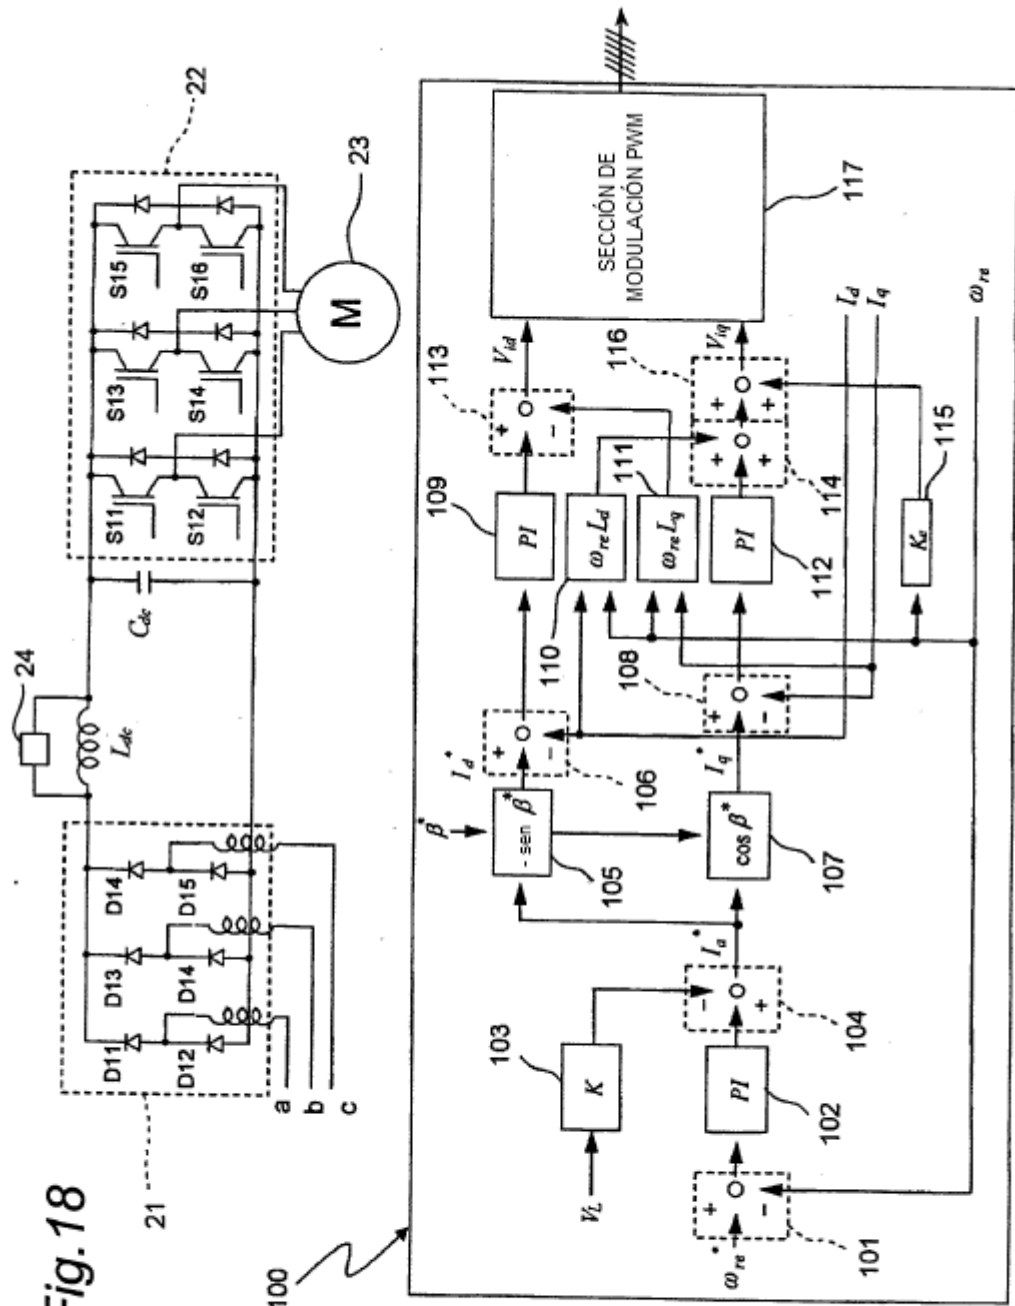 Fig.18
21
D11
D13
D14
D12
D14
D15
a
b
c
24
L_dc
C_dc
22
S11
S13
S15
S12
S14
S16
M
23
100
V_L
K
103
ω_re*
+
−
101
PI
102
−
+
104
I_a*
β*
- sen β*
105
cos β*
107
I_d*
+
−
106
I_q*
+
−
108
PI
109
ω_re L_d
110
ω_re L_q
111
PI
112
+
−
113
+
+
114
K_e
115
+
+
116
V_id
V_iq
SECCIÓN DE
MODULACIÓN PWM
117
I_d
I_q
ω_re